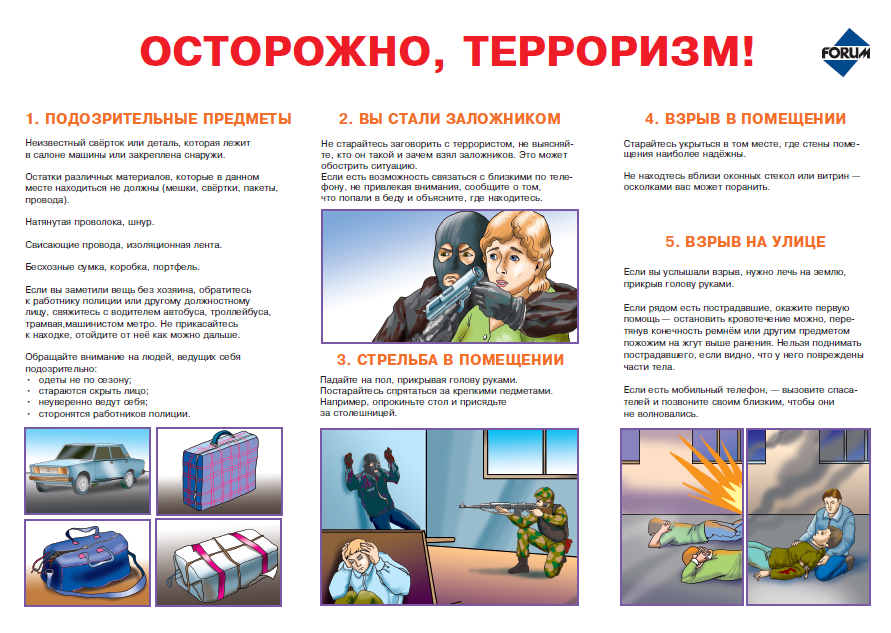 ОСТОРОЖНО, ТЕРРОРИЗМ!
FORUM
1. ПОДОЗРИТЕЛЬНЫЕ ПРЕДМЕТЫ
Неизвестный свёрток или деталь, которая лежит
в салоне машины или закреплена снаружи.
Остатки различных материалов, которые в данном
месте находиться не должны (мешки, свёртки, пакеты,
провода).
Натянутая проволока, шнур.
Свисающие провода, изоляционная лента.
Бесхозные сумка, коробка, портфель.
Если вы заметили вещь без хозяина, обратитесь
к работнику полиции или другому должностному
лицу, свяжитесь с водителем автобуса, троллейбуса,
трамвая,машинистом метро. Не прикасайтесь
к находке, отойдите от неё как можно дальше.
Обращайте внимание на людей, ведущих себя
подозрительно:
· одеты не по сезону;
· стараются скрыть лицо;
· неуверенно ведут себя;
· сторонятся работников полиции.
2. ВЫ СТАЛИ ЗАЛОЖНИКОМ
Не старайтесь заговорить с террористом, не выясняй-
те, кто он такой и зачем взял заложников. Это может
обострить ситуацию.
Если есть возможность связаться с близкими по теле-
фону, не привлекая внимания, сообщите о том,
что попали в беду и объясните, где находитесь.
3. СТРЕЛЬБА В ПОМЕЩЕНИИ
Падайте на пол, прикрывая голову руками.
Постарайтесь спрятаться за крепкими педметами.
Например, опрокиньте стол и присядьте
за столешницей.
4. ВЗРЫВ В ПОМЕЩЕНИИ
Старайтесь укрыться в том месте, где стены поме-
щения наиболее надёжны.
Не находтесь вблизи оконных стекол или витрин —
осколками вас может поранить.
5. ВЗРЫВ НА УЛИЦЕ
Если вы услышали взрыв, нужно лечь на землю,
прикрыв голову руками.
Если рядом есть пострадавшие, окажите первую
помощь — остановить кровотечение можно, пере-
тянув конечность ремнём или другим предметом
похожим на жгут выше ранения. Нельзя поднимать
пострадавшего, если видно, что у него повреждены
части тела.
Если есть мобильный телефон, — вызовите спаса-
телей и позвоните своим близким, чтобы они
не волновались.